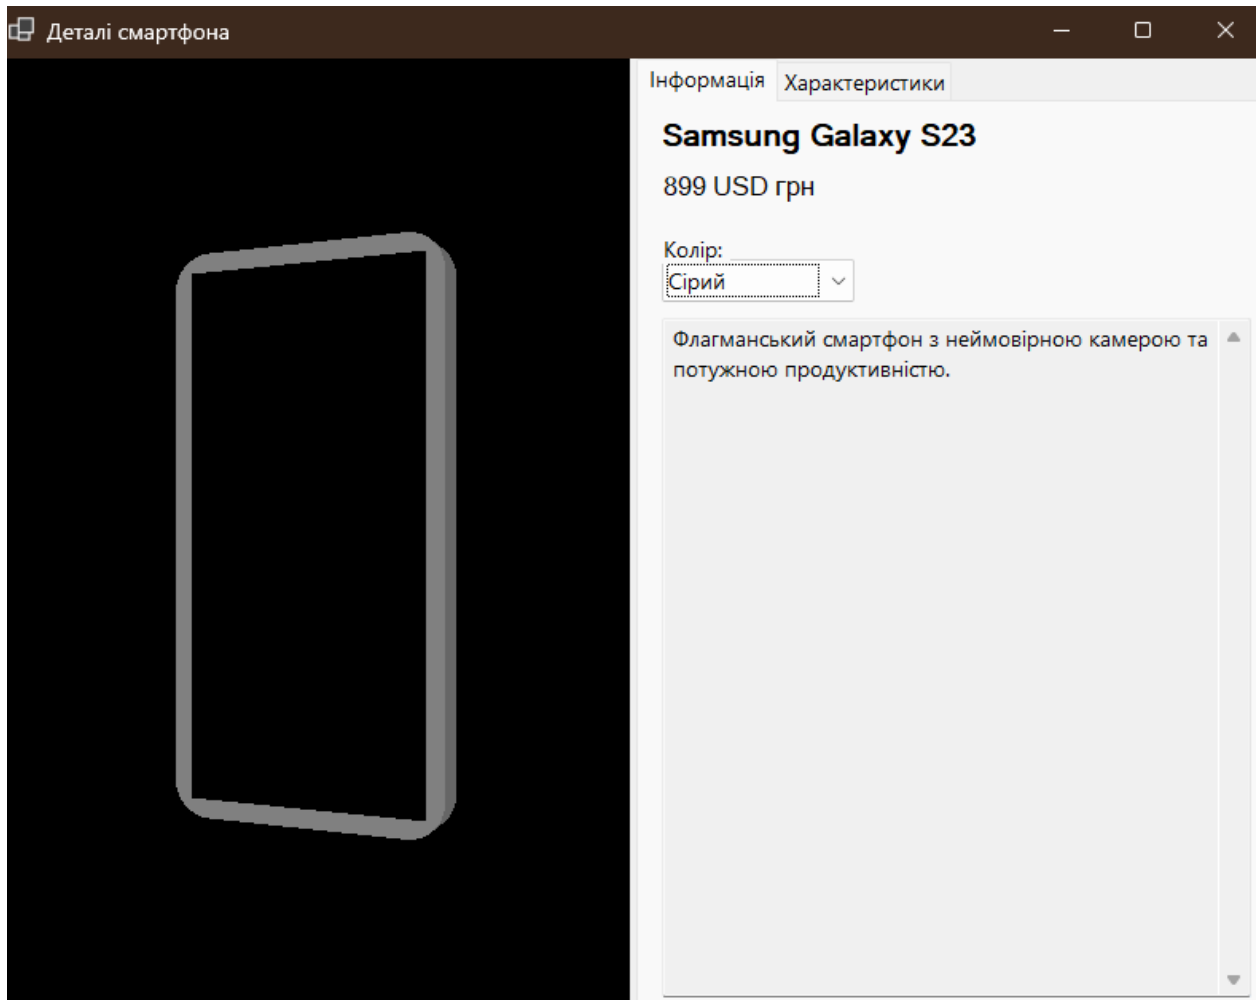 Деталі смартфона
Інформація
Характеристики
Samsung Galaxy S23
899 USD грн
Колір:
Сірий
Флагманський смартфон з неймовірною камерою та
потужною продуктивністю.